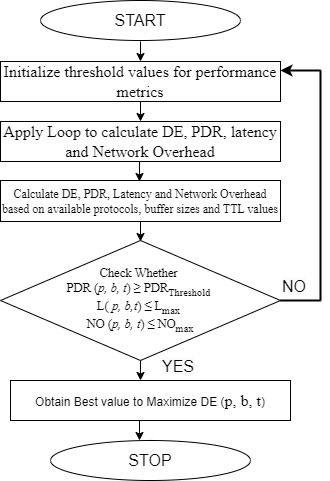 START
Initialize threshold values for performance
metrics
Apply Loop to calculate DE, PDR, latency
and Network Overhead
Calculate DE, PDR, Latency and Network Overhead
based on available protocols, buffer sizes and TTL values
Check Whether
PDR (p, b, t) ≥ PDRThreshold
L( p, b,t) ≤ Lmax
NO (p, b, t) ≤ NOmax
NO
YES
Obtain Best value to Maximize DE (p, b, t)
STOP